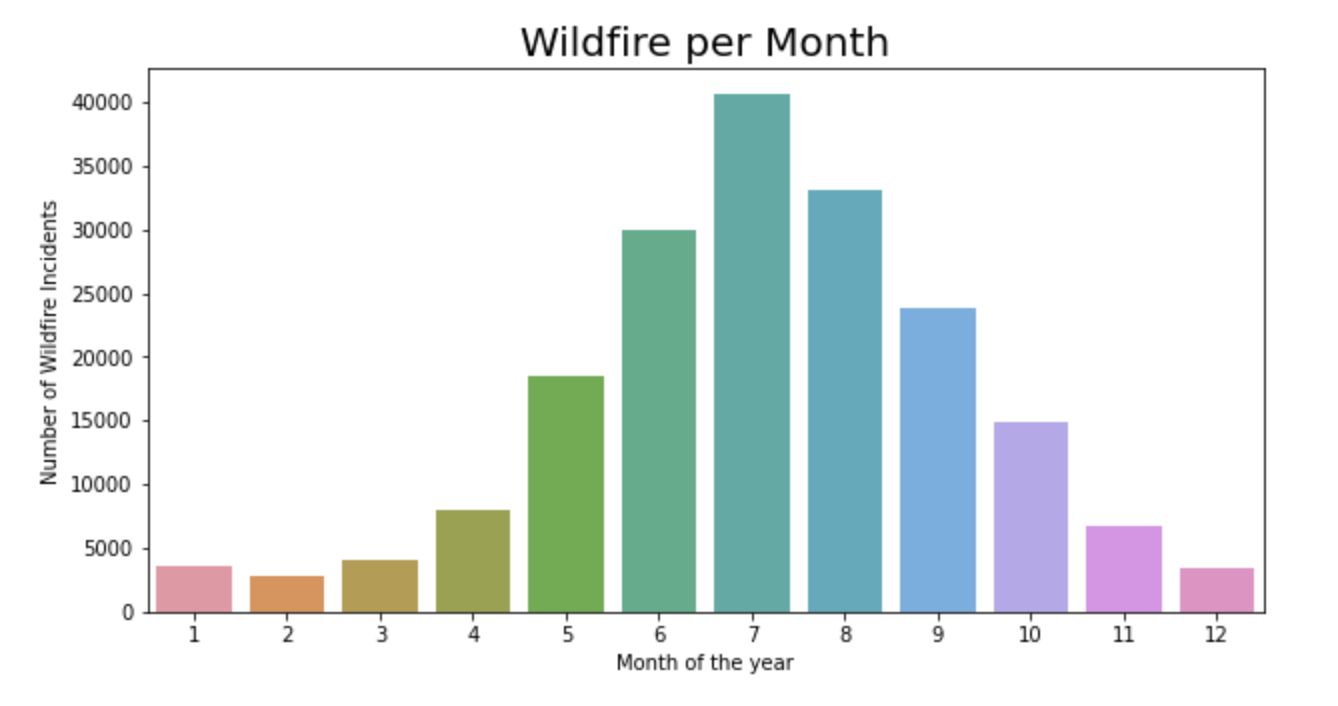 Wildfire per Month
Number of Wildfire Incidents
40000
35000
30000
25000
20000
15000
10000
5000
0
1 2 3 4 5 6 7 8 9 10 11 12
Month of the year